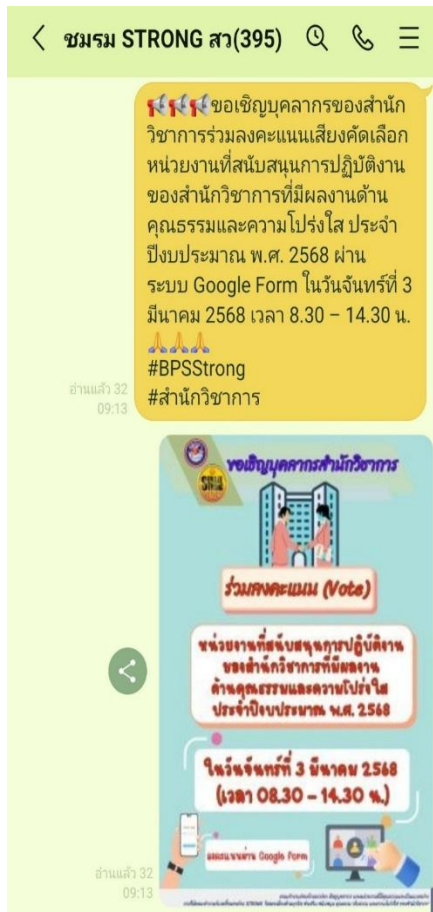 ชมรม STRONG สว(395)
📢📢📢ขอเชิญบุคลากรของสำนัก
วิชาการร่วมลงคะแนนเสียงคัดเลือก
หน่วยงานที่สนับสนุนการปฏิบัติงาน
ของสำนักวิชาการที่มีผลงานด้าน
คุณธรรมและความโปร่งใส ประจำ
ปีงบประมาณ พ.ศ. 2568 ผ่าน
ระบบ Google Form ในวันจันทร์ที่ 3
มีนาคม 2568 เวลา 8.30 – 14.30 น.
🙏🙏🙏
#BPSStrong
#สำนักวิชาการ
อ่านแล้ว 32
09:13
ขอเชิญบุคลากรสำนักวิชาการ
ร่วมลงคะแนน (Vote)
หน่วยงานที่สนับสนุนการปฏิบัติงาน
ของสำนักวิชาการที่มีผลงาน
ด้านคุณธรรมและความโปร่งใส
ประจำปีงบประมาณ พ.ศ. 2568
ในวันจันทร์ที่ 3 มีนาคม 2568
(เวลา 08.30 – 14.30 น.)
ลงคะแนนผ่าน Google Form
อ่านแล้ว 32
09:13